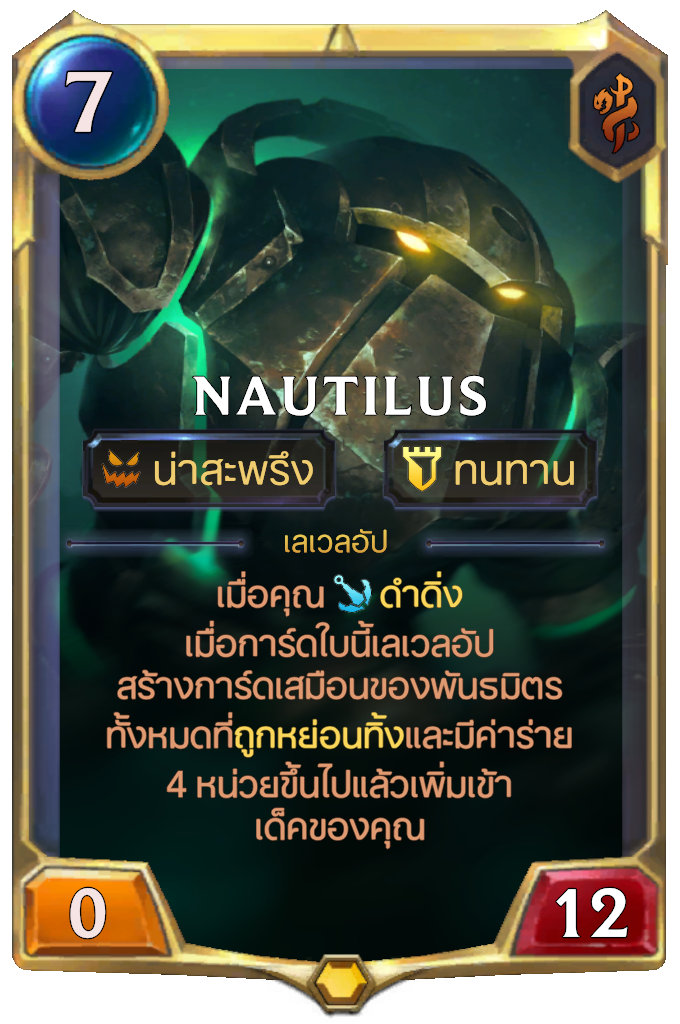 7
NAUTILUS
น่าสะพรึง
ทนทาน
เลเวลอัป
เมื่อคุณ ดำดิ่ง
เมื่อการ์ดใบนี้เลเวลอัป
สร้างการ์ดเสมือนของพันธมิตร
ทั้งหมดที่ถูกหย่อนทิ้งและมีค่าร่าย
4 หน่วยขึ้นไปแล้วเพิ่มเข้า
เด็คของคุณ
0
12